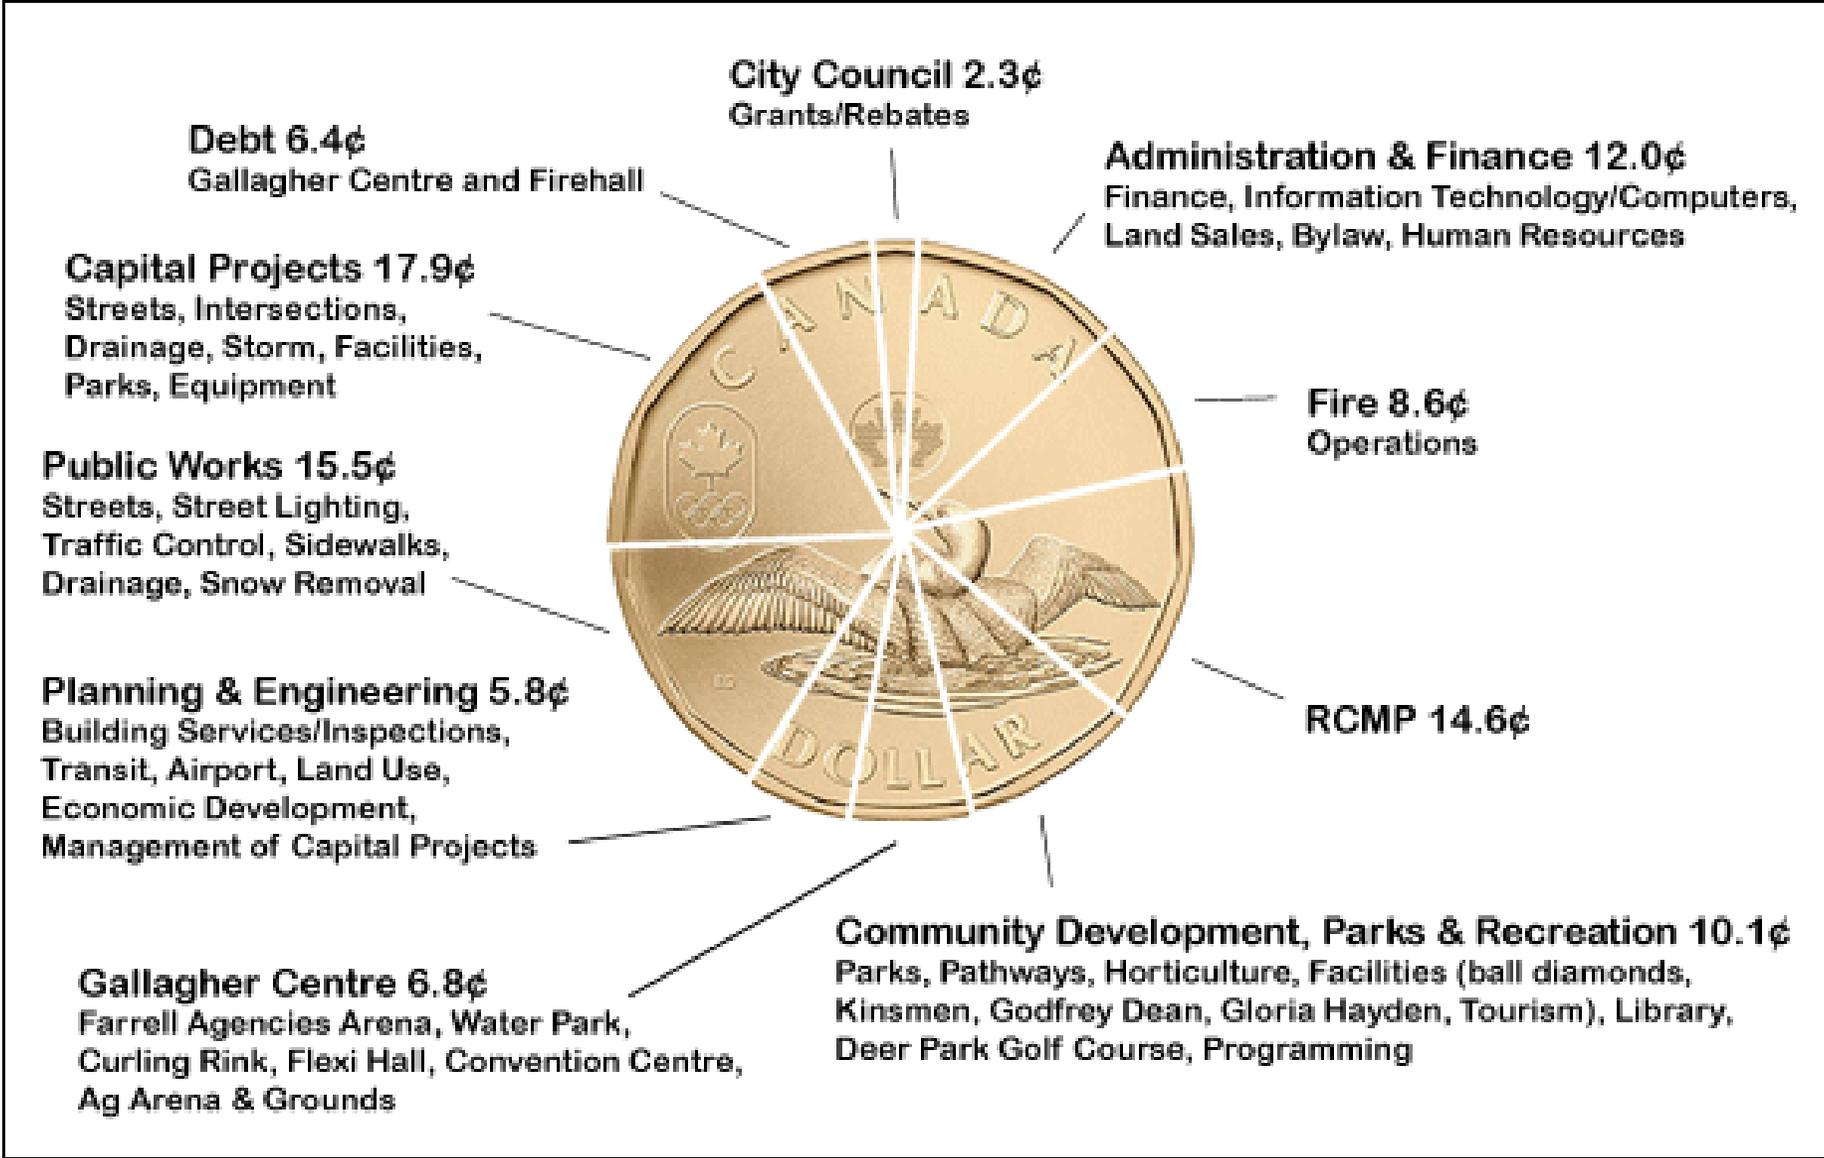 City Council 2.3¢
Grants/Rebates
Debt 6.4¢
Gallagher Centre and Firehall
Administration & Finance 12.0¢
Finance, Information Technology/Computers,
Land Sales, Bylaw, Human Resources
Capital Projects 17.9¢
Streets, Intersections,
Drainage, Storm, Facilities,
Parks, Equipment
CANADA
Fire 8.6¢
Operations
Public Works 15.5¢
Streets, Street Lighting,
Traffic Control, Sidewalks,
Drainage, Snow Removal
Planning & Engineering 5.8¢
Building Services/Inspections,
Transit, Airport, Land Use,
Economic Development,
Management of Capital Projects
RCMP 14.6¢
DOLLAR
Gallagher Centre 6.8¢
Farrell Agencies Arena, Water Park,
Curling Rink, Flexi Hall, Convention Centre,
Ag Arena & Grounds
Community Development, Parks & Recreation 10.1¢
Parks, Pathways, Horticulture, Facilities (ball diamonds,
Kinsmen, Godfrey Dean, Gloria Hayden, Tourism), Library,
Deer Park Golf Course, Programming